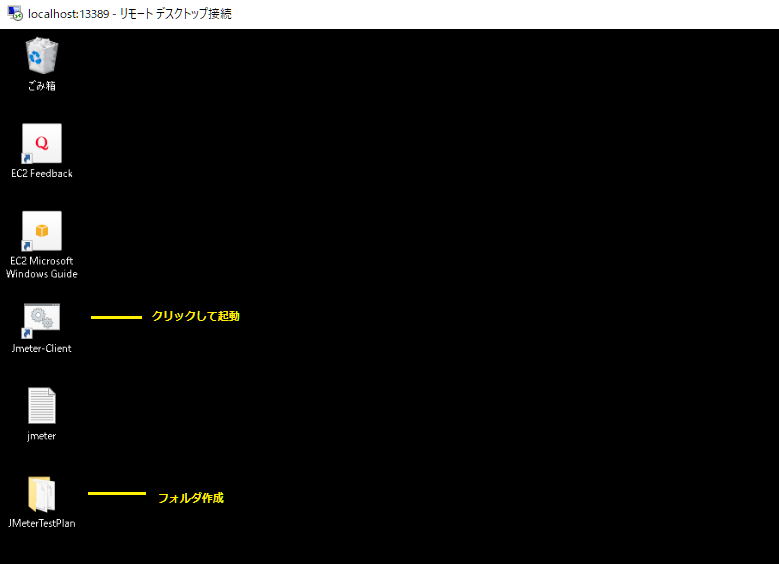 localhost:13389 - リモート デスクトップ接続
ごみ箱
Q
EC2 Feedback
EC2 Microsoft
Windows Guide
クリックして起動
Jmeter-Client
jmeter
フォルダ作成
JMeterTestPlan